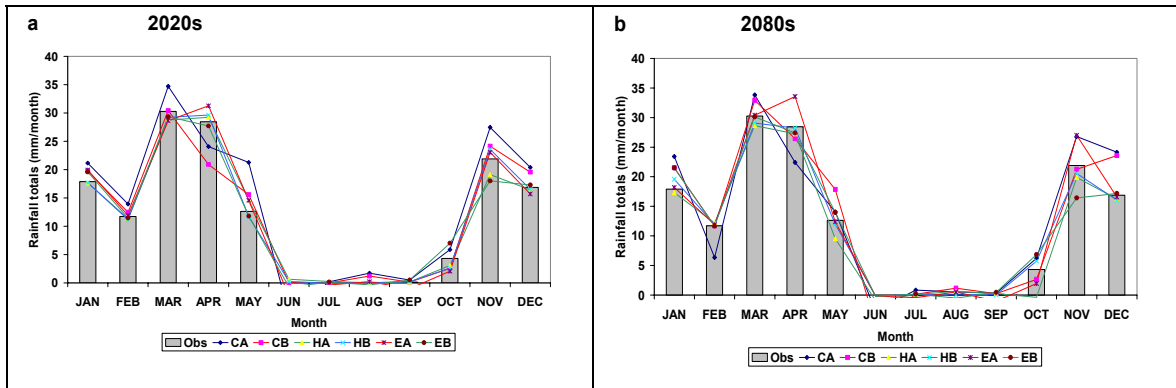 a 2020s
Rainfall totals (mm/month)
40
35
30
25
20
15
10
5
0
JAN FEB MAR APR MAY JUN JUL AUG SEP OCT NOV DEC
Month
Obs CA CB HA HB EA EB
b 2080s
Rainfall totals (mm/month)
40
35
30
25
20
15
10
5
0
JAN FEB MAR APR MAY JUN JUL AUG SEP OCT NOV DEC
Month
Obs CA CB HA HB EA EB